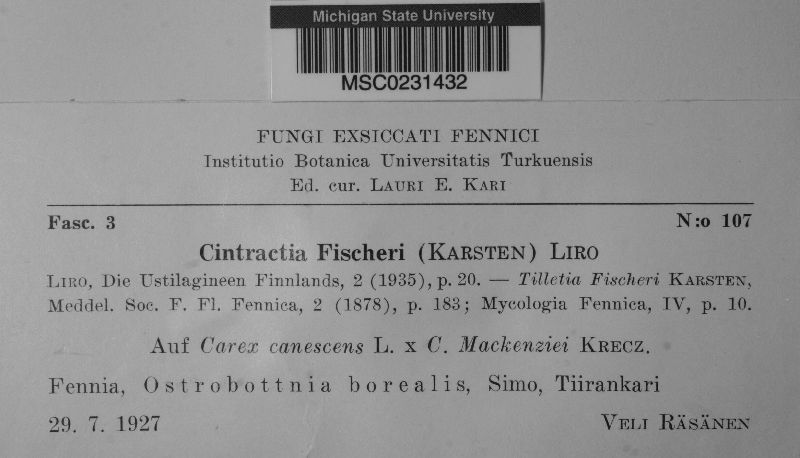 Michigan State University
MSC0231432
FUNGI EXSICCATI FENNICI
Institutio Botanica Universitatis Turkuensis
Ed. cur. LAURI E. KARI
Fasc. 3 N:o 107
Cintractia Fischeri (KARSTEN) LIRO
LIRO, Die Ustilagineen Finnlands, 2 (1935), p. 20. — Tilletia Fischeri KARSTEN,
Meddel. Soc. F. Fl. Fennica, 2 (1878), p. 183; Mycologia Fennica, IV, p. 10.
Auf Carex canescens L. x C. Mackenziei KRECZ.
Fennia, Ostrobottnia borealis, Simo, Tiirankari
29. 7. 1927 VELI RÄSÄNEN